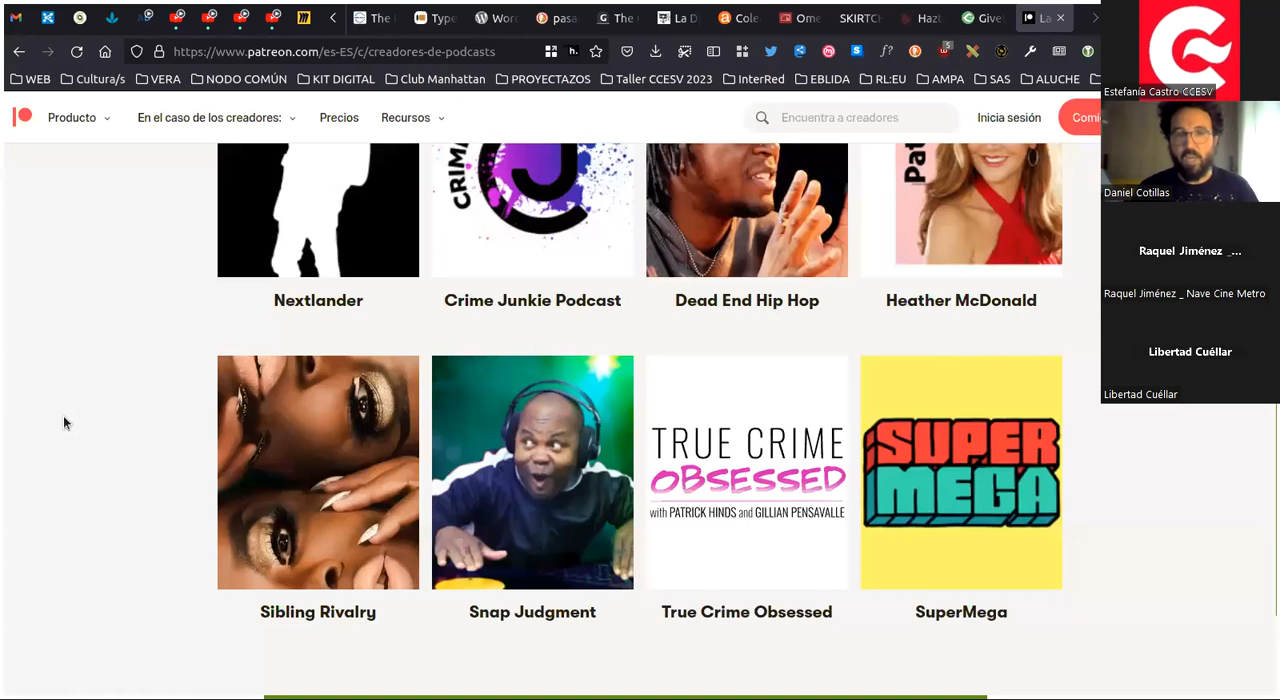 The
Type
Wor
pasa
The
La D
Cole
Ome
SKIRTCH
Hazt
Give
La
https://www.patreon.com/es-ES/c/creadores-de-podcasts
WEB
Cultura/s
VERA
NODO COMÚN
KIT DIGITAL
Club Manhattan
PROYECTAZOS
Taller CCESV 2023
InterRed
EBLIDA
RL:EU
AMPA
SAS
ALUCHE
Producto
En el caso de los creadores:
Precios
Recursos
Encuentra a creadores
Inicia sesión
Comi
CRIM
Pat
Nextlander
Crime Junkie Podcast
Dead End Hip Hop
Heather McDonald
TRUE CRIME
OBSESSED
with PATRICK HINDS and GILLIAN PENSAVALLE
SUPER
MEGA
Sibling Rivalry
Snap Judgment
True Crime Obsessed
SuperMega
Estefanía Castro CCESV
Daniel Cotillas
Raquel Jiménez _...
Raquel Jiménez _ Nave Cine Metro
Libertad Cuéllar
Libertad Cuéllar